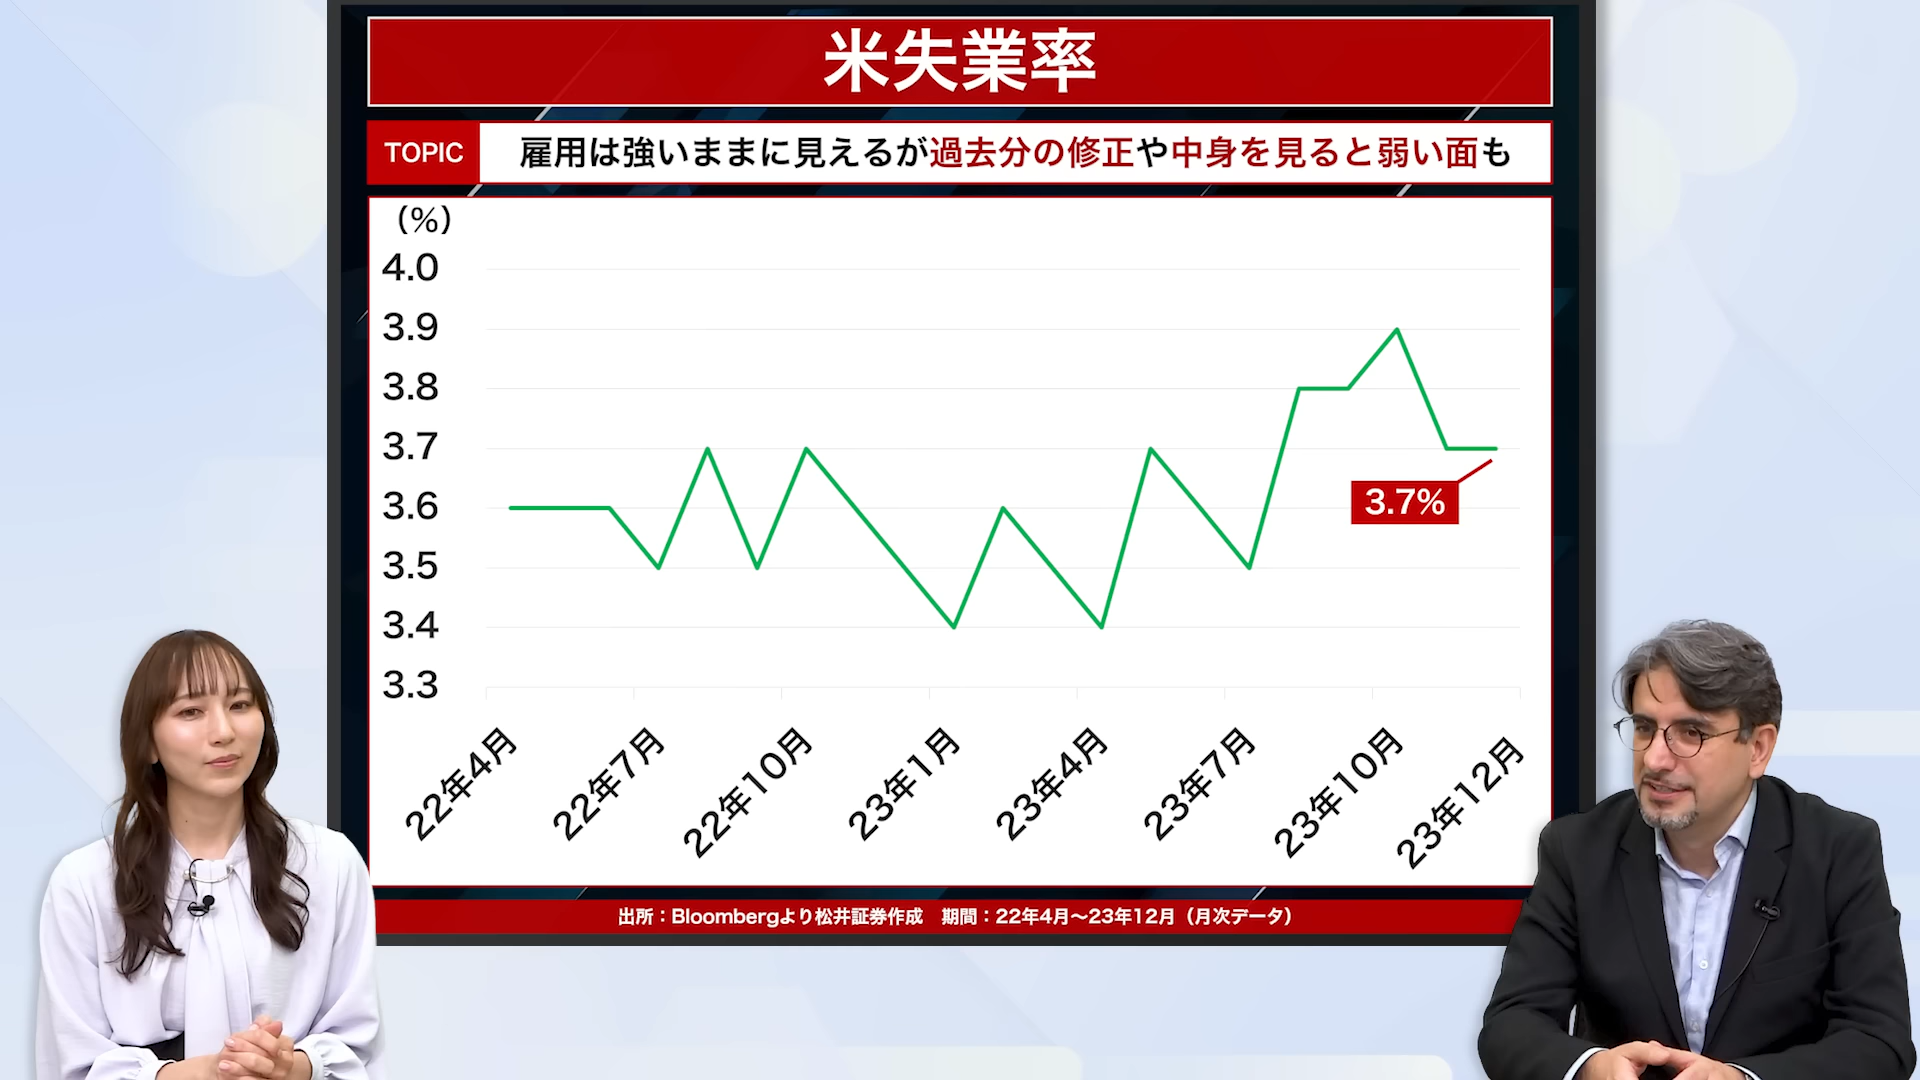 米失業率
TOPIC
雇用は強いままに見えるが過去分の修正や中身を見ると弱い面も
(%)
4.0
3.9
3.8
3.7
3.6
3.5
3.4
3.3
3.7%
22年4月
22年7月
22年10月
23年1月
23年4月
23年7月
23年10月
23年12月
出所：Bloombergより松井証券作成　期間：22年4月～23年12月（月次データ）